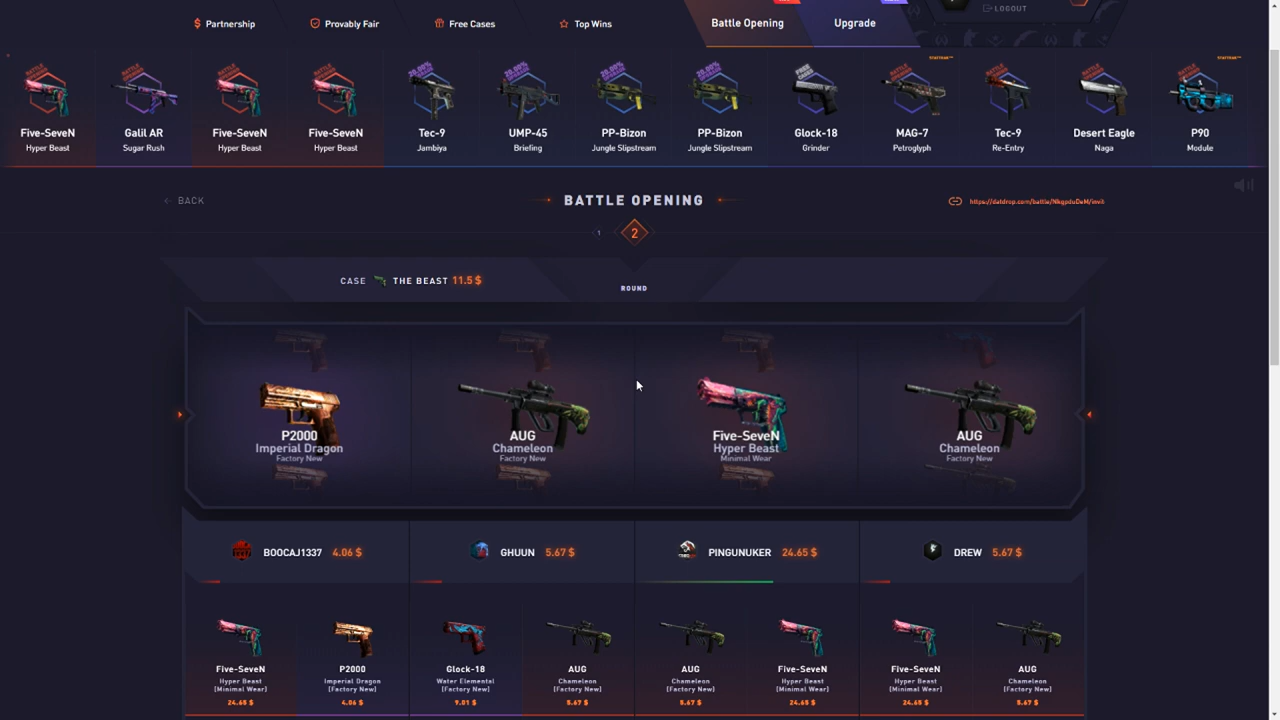 Partnership
Provably Fair
Free Cases
Top Wins
Battle Opening
Upgrade
LOGOUT
Five-SeveN
Hyper Beast
Galil AR
Sugar Rush
Five-SeveN
Hyper Beast
Five-SeveN
Hyper Beast
Tec-9
Jambiya
UMP-45
Briefing
PP-Bizon
Jungle Slipstream
PP-Bizon
Jungle Slipstream
Glock-18
Grinder
MAG-7
Petroglyph
Tec-9
Re-Entry
Desert Eagle
Naga
P90
Module
BACK
BATTLE OPENING
https://datdrop.com/battle/NkgpduDeM/invit
1
2
CASE THE BEAST 11.5 $
ROUND
P2000
Imperial Dragon
Factory New
AUG
Chameleon
Factory New
Five-SeveN
Hyper Beast
Minimal Wear
AUG
Chameleon
Factory New
BOOCAJ1337 4.06 $
GHUUN 5.67 $
PINGUNUKER 24.65 $
DREW 5.67 $
Five-SeveN
Hyper Beast
[Minimal Wear]
24.65 $
P2000
Imperial Dragon
[Factory New]
4.06 $
Glock-18
Water Elemental
[Factory New]
9.01 $
AUG
Chameleon
[Factory New]
5.67 $
AUG
Chameleon
[Factory New]
5.67 $
Five-SeveN
Hyper Beast
[Minimal Wear]
24.65 $
Five-SeveN
Hyper Beast
[Minimal Wear]
24.65 $
AUG
Chameleon
[Factory New]
5.67 $